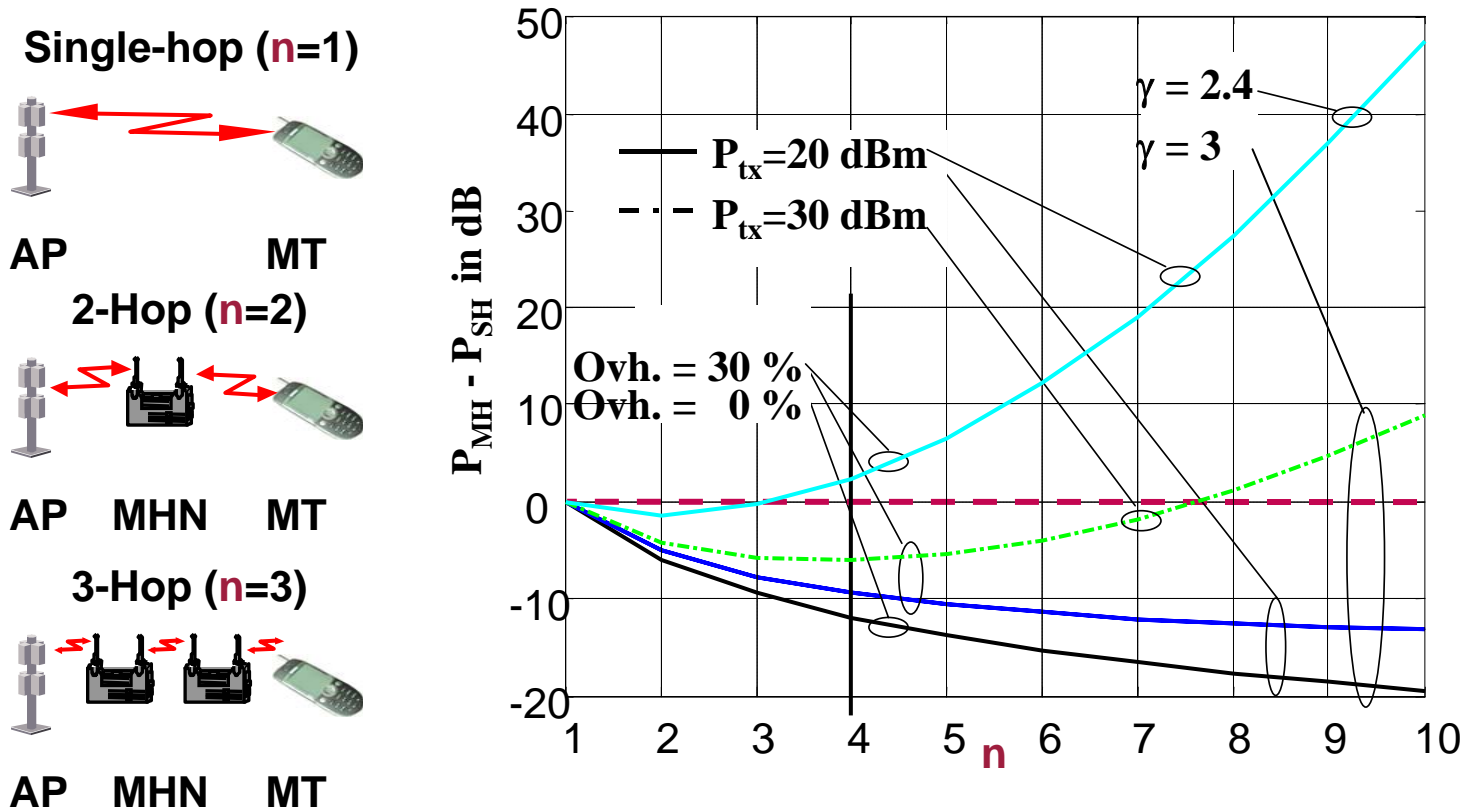 Single-hop (n=1)
AP MT
2-Hop (n=2)
AP MHN MT
3-Hop (n=3)
AP MHN MT
P_MH - P_SH in dB
50
40
30
20
10
0
-10
-20
1 2 3 4 5 6 7 8 9 10
n
P_tx=20 dBm
P_tx=30 dBm
γ = 2.4
γ = 3
Ovh. = 30 %
Ovh. = 0 %